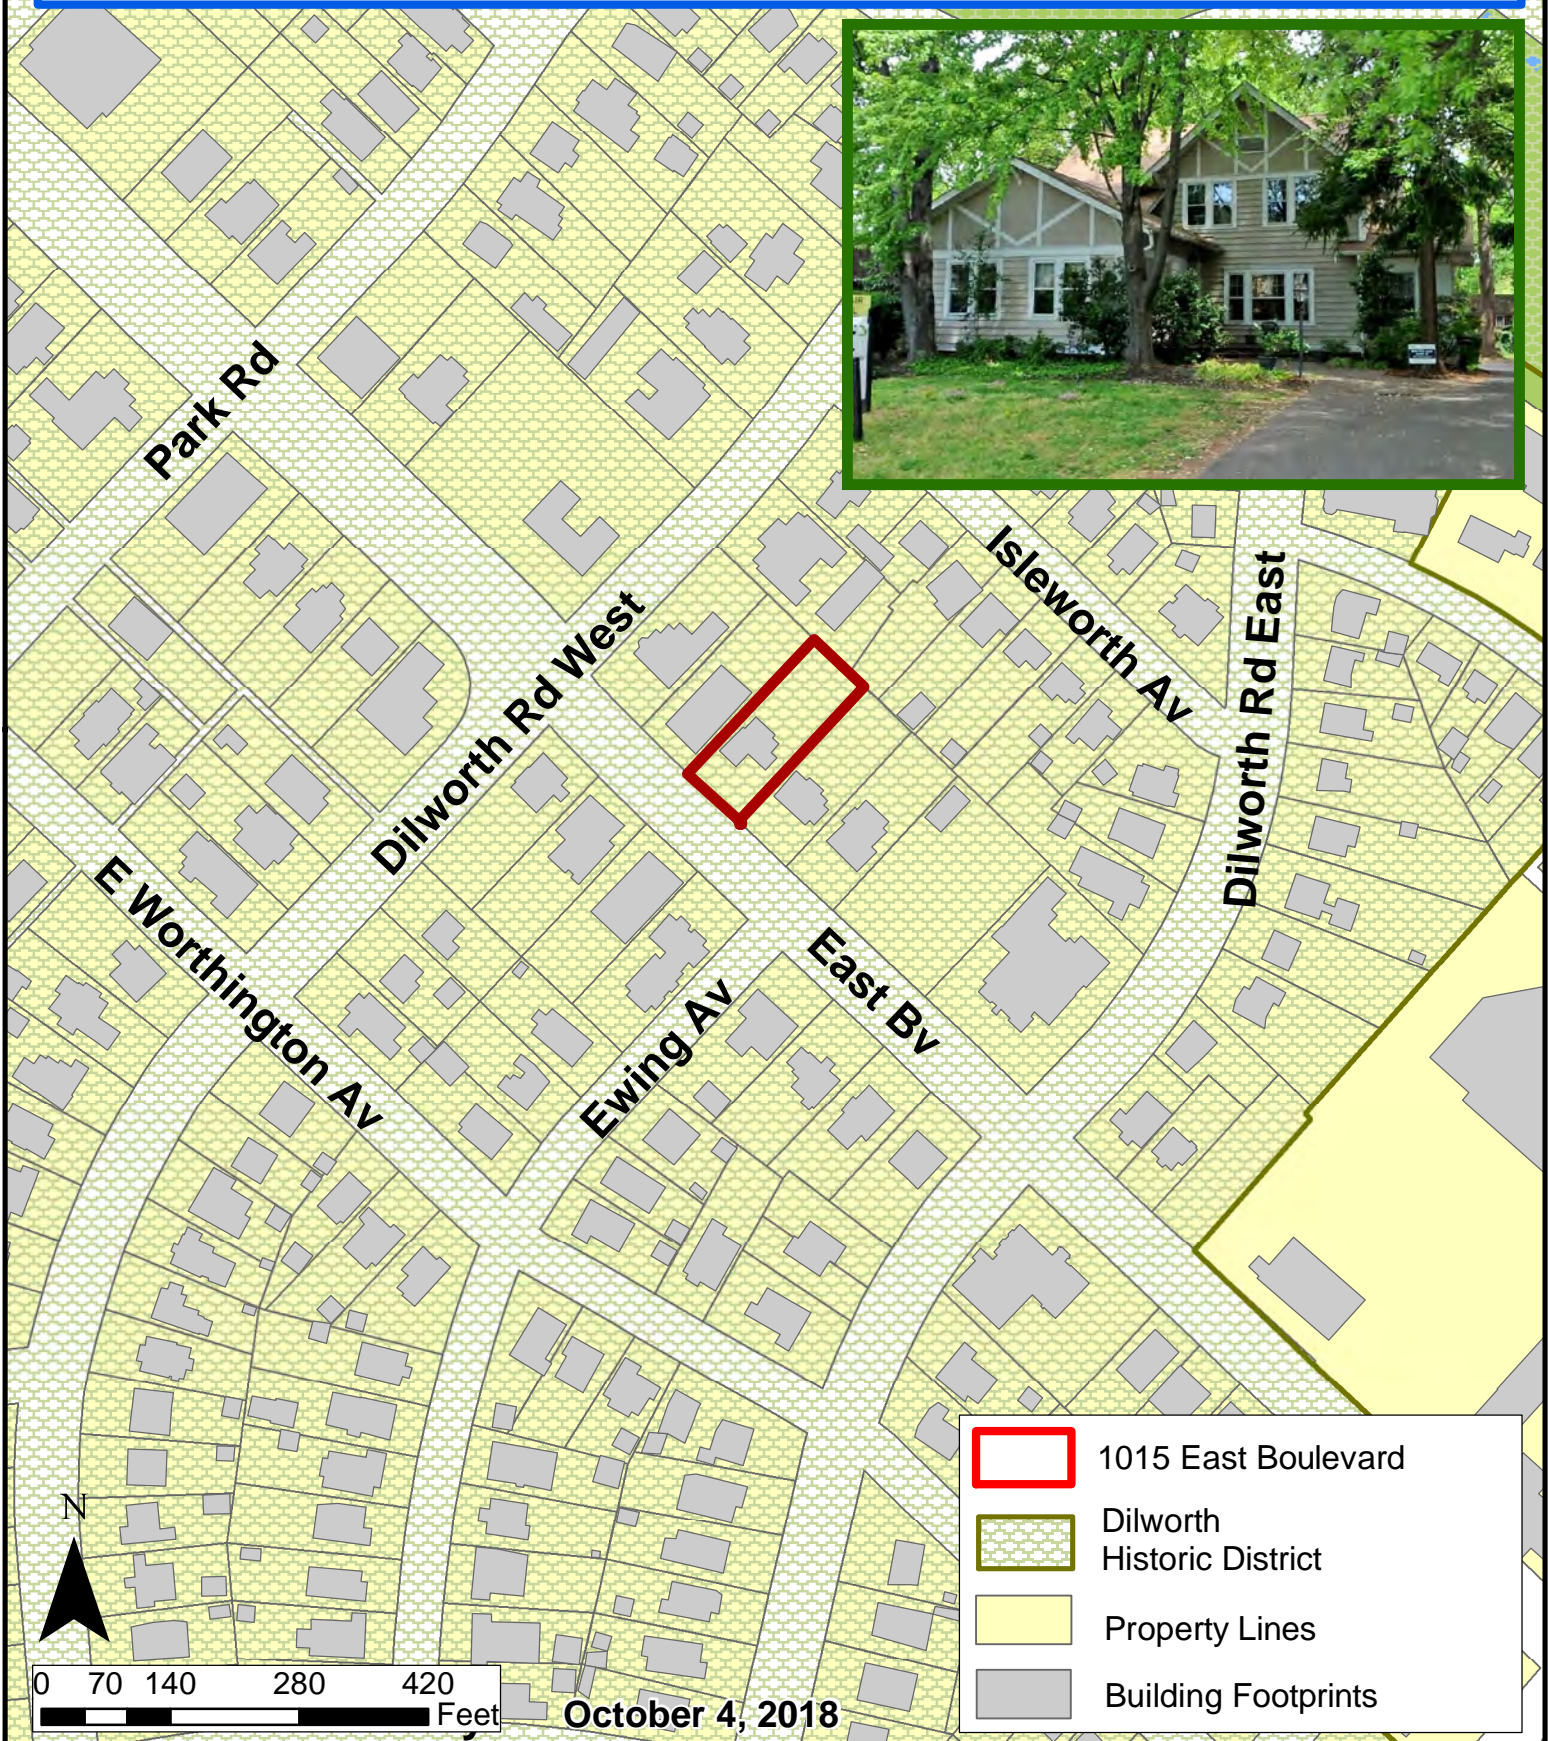 Park Rd
Dilworth Rd West
Isleworth Av
Dilworth Rd East
E Worthington Av
Ewing Av
East Bv
1015 East Boulevard
Dilworth
Historic District
Property Lines
Building Footprints
N
0 70 140 280 420
Feet
October 4, 2018